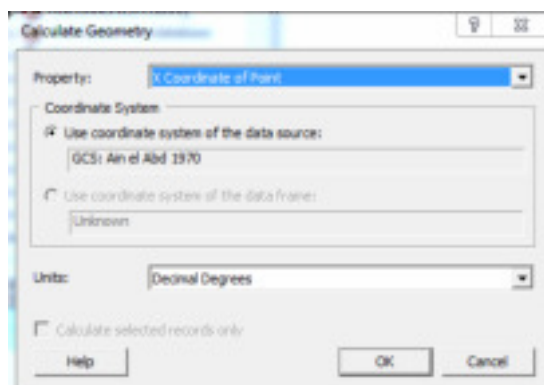 Calculate Geometry
Property: X Coordinate of Point
Coordinate System
Use coordinate system of the data source:
GCS: Ain el Abd 1970
Use coordinate system of the data frame:
Unknown
Units: Decimal Degrees
Calculate selected records only
Help OK Cancel